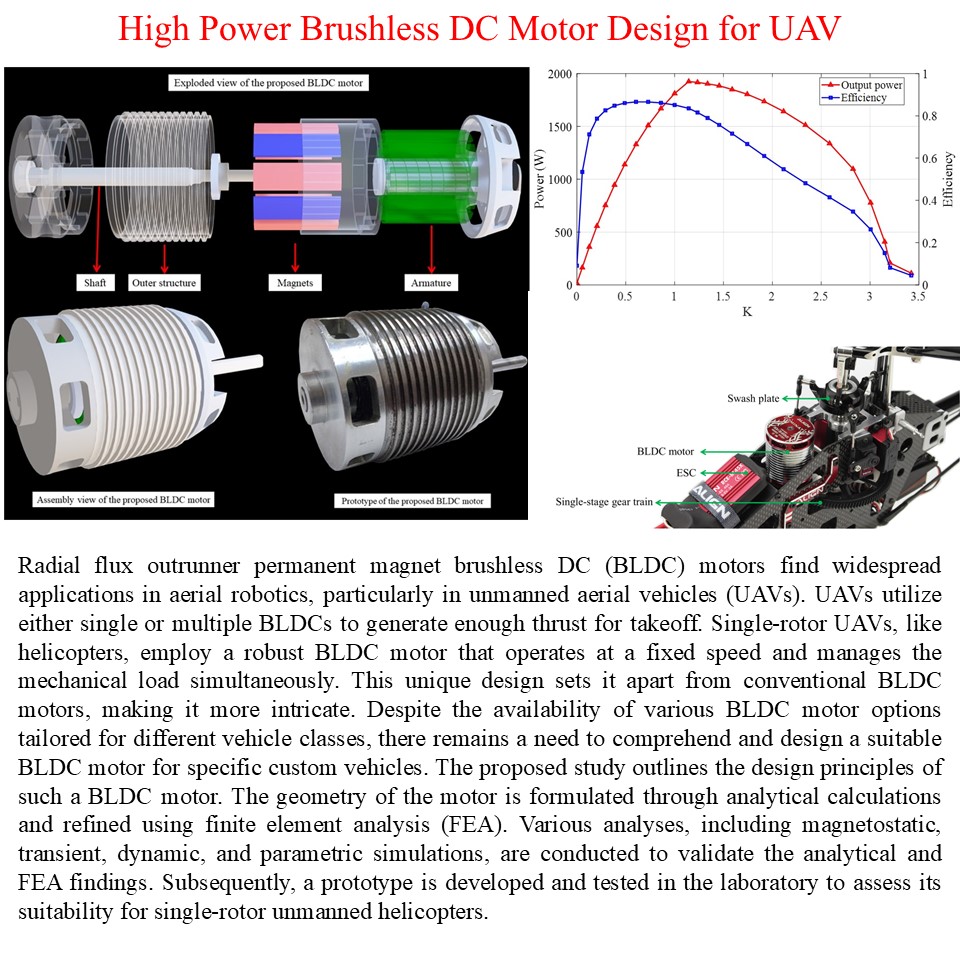 High Power Brushless DC Motor Design for UAV
Exploded view of the proposed BLDC motor
Shaft
Outer structure
Magnets
Armature
Assembly view of the proposed BLDC motor
Prototype of the proposed BLDC motor
2000
1500
1000
500
0
Power (W)
Output power
Efficiency
1
0.8
0.6
0.4
0.2
0
Efficiency
0
0.5
1
1.5
2
2.5
3
3.5
K
Swash plate
BLDC motor
ESC
Single-stage gear train
ALIGN
Radial flux outrunner permanent magnet brushless DC (BLDC) motors find widespread
applications in aerial robotics, particularly in unmanned aerial vehicles (UAVs). UAVs utilize
either single or multiple BLDCs to generate enough thrust for takeoff. Single-rotor UAVs, like
helicopters, employ a robust BLDC motor that operates at a fixed speed and manages the
mechanical load simultaneously. This unique design sets it apart from conventional BLDC
motors, making it more intricate. Despite the availability of various BLDC motor options
tailored for different vehicle classes, there remains a need to comprehend and design a suitable
BLDC motor for specific custom vehicles. The proposed study outlines the design principles of
such a BLDC motor. The geometry of the motor is formulated through analytical calculations
and refined using finite element analysis (FEA). Various analyses, including magnetostatic,
transient, dynamic, and parametric simulations, are conducted to validate the analytical and
FEA findings. Subsequently, a prototype is developed and tested in the laboratory to assess its
suitability for single-rotor unmanned helicopters.